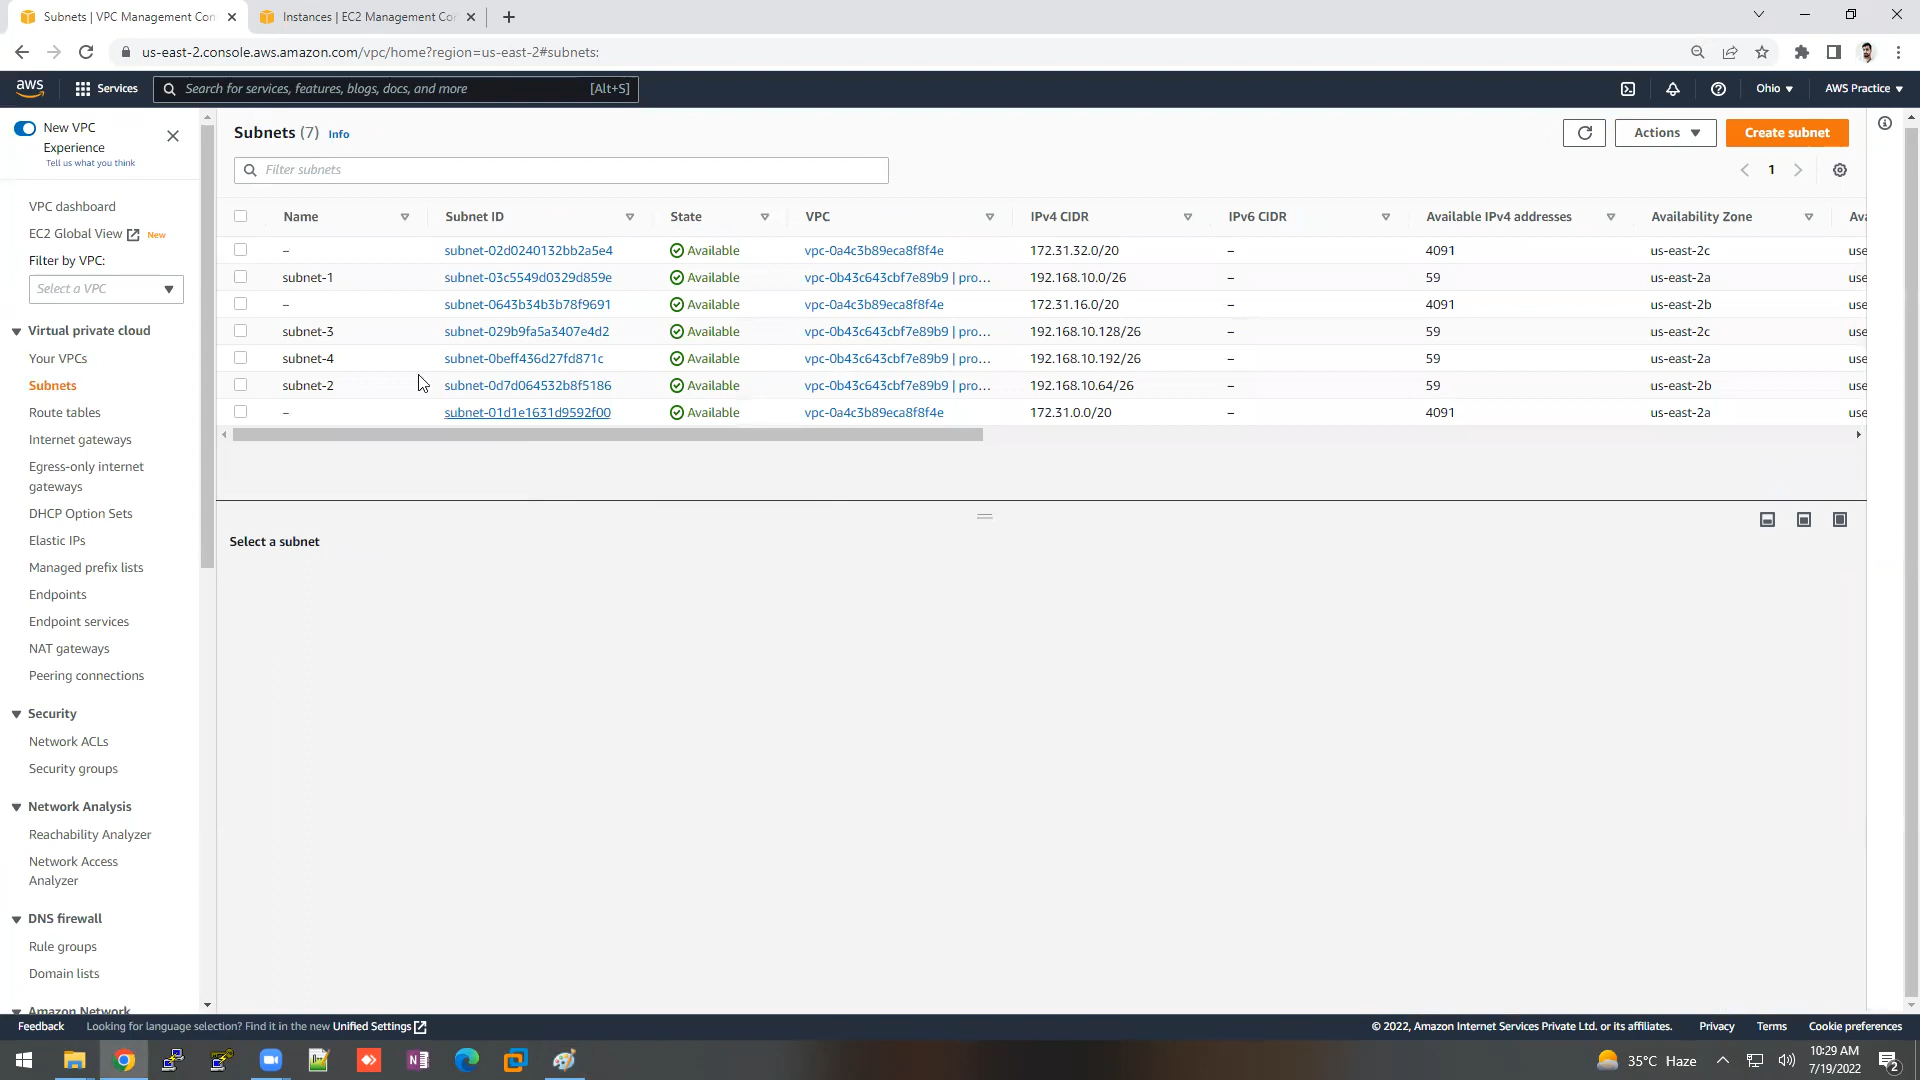 Subnets | VPC Management Con
Instances | EC2 Management Co
us-east-2.console.aws.amazon.com/vpc/home?region=us-east-2#subnets:
aws
Services
Search for services, features, blogs, docs, and more
[Alt+S]
Ohio
AWS Practice
New VPC
Experience
Tell us what you think
VPC dashboard
EC2 Global View
New
Filter by VPC:
Select a VPC
Virtual private cloud
Your VPCs
Subnets
Route tables
Internet gateways
Egress-only internet
gateways
DHCP Option Sets
Elastic IPs
Managed prefix lists
Endpoints
Endpoint services
NAT gateways
Peering connections
Security
Network ACLs
Security groups
Network Analysis
Reachability Analyzer
Network Access
Analyzer
DNS firewall
Rule groups
Domain lists
Amazon Network
Subnets (7) Info
Actions
Create subnet
Filter subnets
1
Name Subnet ID State VPC IPv4 CIDR IPv6 CIDR Available IPv4 addresses Availability Zone Ava
– subnet-02d0240132bb2a5e4 Available vpc-0a4c3b89eca8f8f4e 172.31.32.0/20 – 4091 us-east-2c use
subnet-1 subnet-03c5549d0329d859e Available vpc-0b43c643cbf7e89b9 | pro... 192.168.10.0/26 – 59 us-east-2a use
– subnet-0643b34b3b78f9691 Available vpc-0a4c3b89eca8f8f4e 172.31.16.0/20 – 4091 us-east-2b use
subnet-3 subnet-029b9fa5a3407e4d2 Available vpc-0b43c643cbf7e89b9 | pro... 192.168.10.128/26 – 59 us-east-2c use
subnet-4 subnet-0beff436d27fd871c Available vpc-0b43c643cbf7e89b9 | pro... 192.168.10.192/26 – 59 us-east-2a use
subnet-2 subnet-0d7d064532b8f5186 Available vpc-0b43c643cbf7e89b9 | pro... 192.168.10.64/26 – 59 us-east-2b use
– subnet-01d1e1631d9592f00 Available vpc-0a4c3b89eca8f8f4e 172.31.0.0/20 – 4091 us-east-2a use
Select a subnet
Feedback
Looking for language selection? Find it in the new Unified Settings
© 2022, Amazon Internet Services Private Ltd. or its affiliates.
Privacy
Terms
Cookie preferences
35°C Haze
10:29 AM
7/19/2022
2